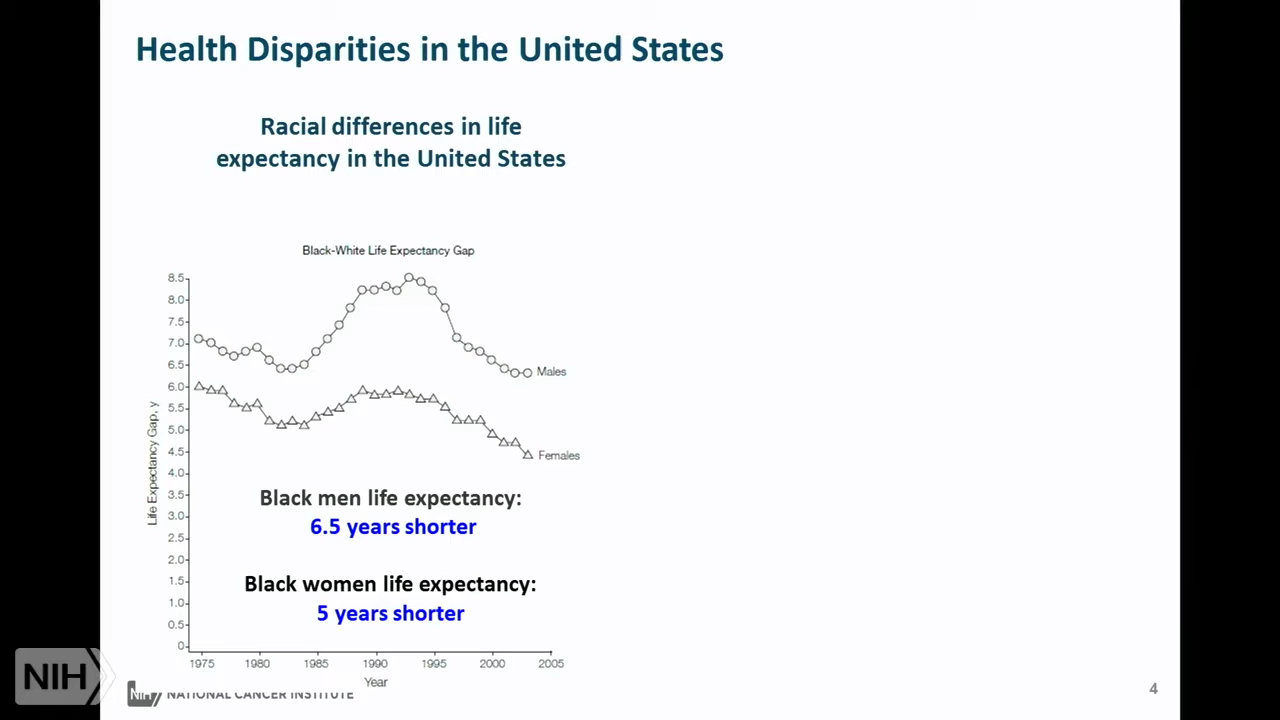 Health Disparities in the United States
Racial differences in life
expectancy in the United States
Black-White Life Expectancy Gap
8.5
8.0
7.5
7.0
6.5
6.0
5.5
5.0
4.5
4.0
3.5
3.0
2.5
2.0
1.5
1.0
0.5
0
Life Expectancy Gap, y
Males
Females
Black men life expectancy:
6.5 years shorter
Black women life expectancy:
5 years shorter
1975 1980 1985 1990 1995 2000 2005
Year
NIH
NIH NATIONAL CANCER INSTITUTE
4